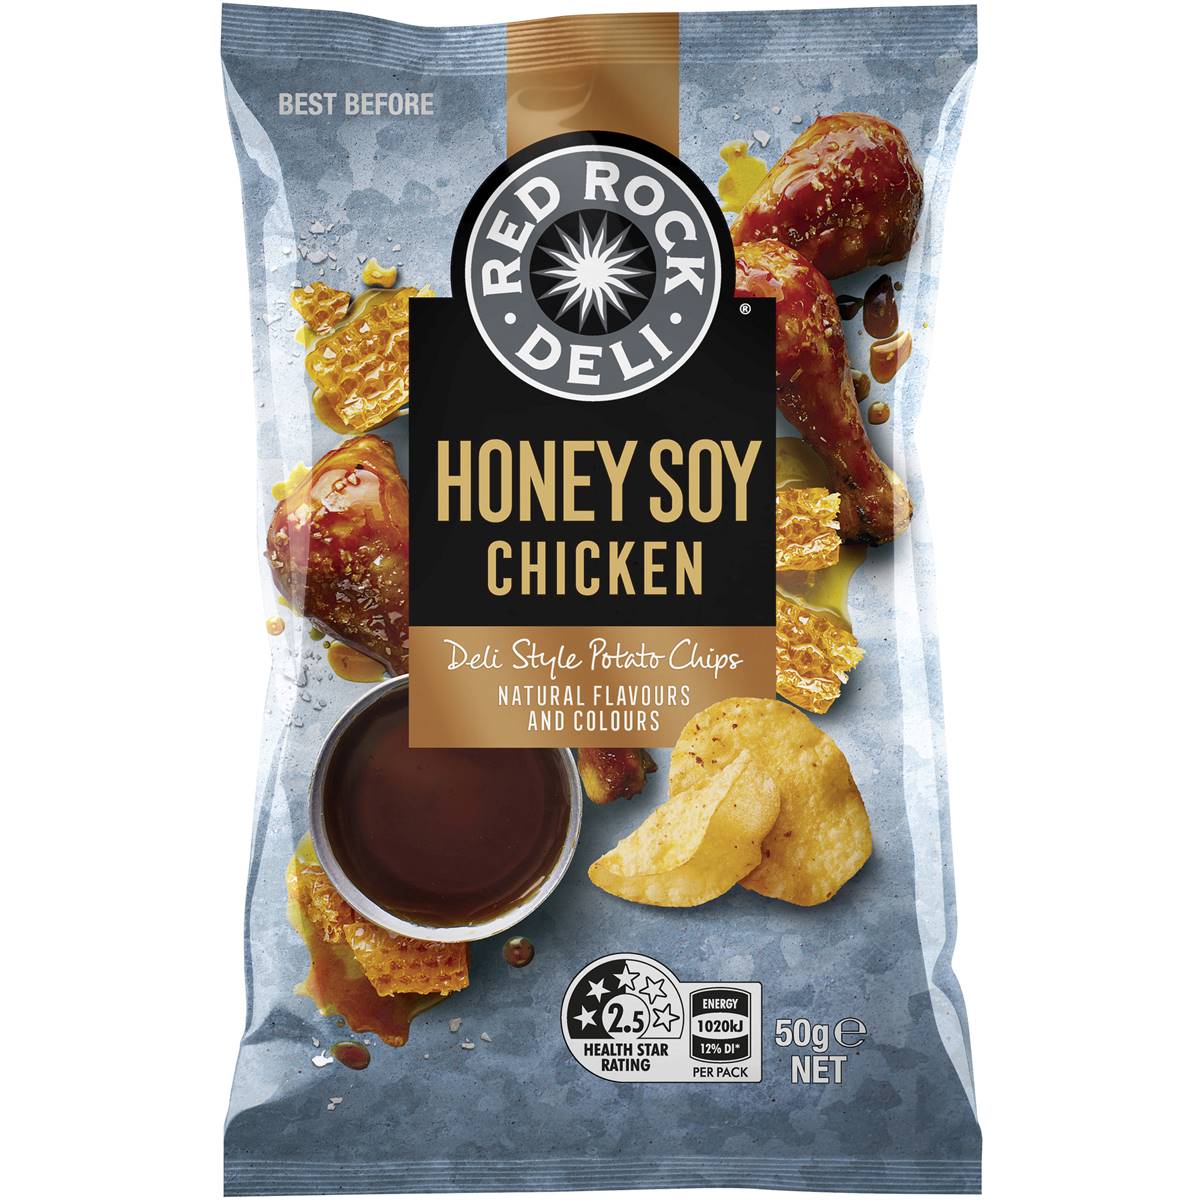 BEST BEFORE
RED ROCK
DELI
®
HONEY SOY
CHICKEN
Deli Style Potato Chips
NATURAL FLAVOURS
AND COLOURS
2.5
HEALTH STAR
RATING
ENERGY
1020kJ
12% DI*
PER PACK
50g ℮
NET